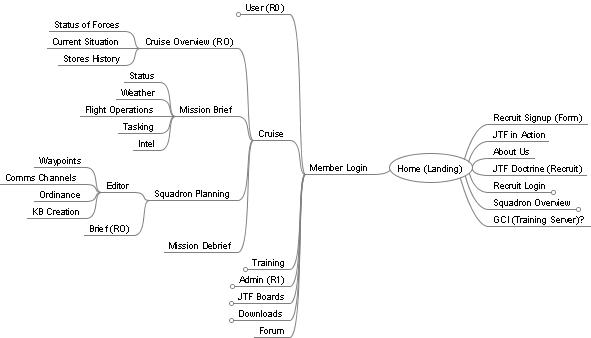 User (R0)
Status of Forces
Current Situation
Stores History
Cruise Overview (RO)
Status
Weather
Flight Operations
Tasking
Intel
Mission Brief
Cruise
Waypoints
Comms Channels
Ordinance
KB Creation
Editor
Brief (RO)
Squadron Planning
Mission Debrief
Member Login
Training
Admin (R1)
JTF Boards
Downloads
Forum
Home (Landing)
Recruit Signup (Form)
JTF in Action
About Us
JTF Doctrine (Recruit)
Recruit Login
Squadron Overview
GCI (Training Server)?